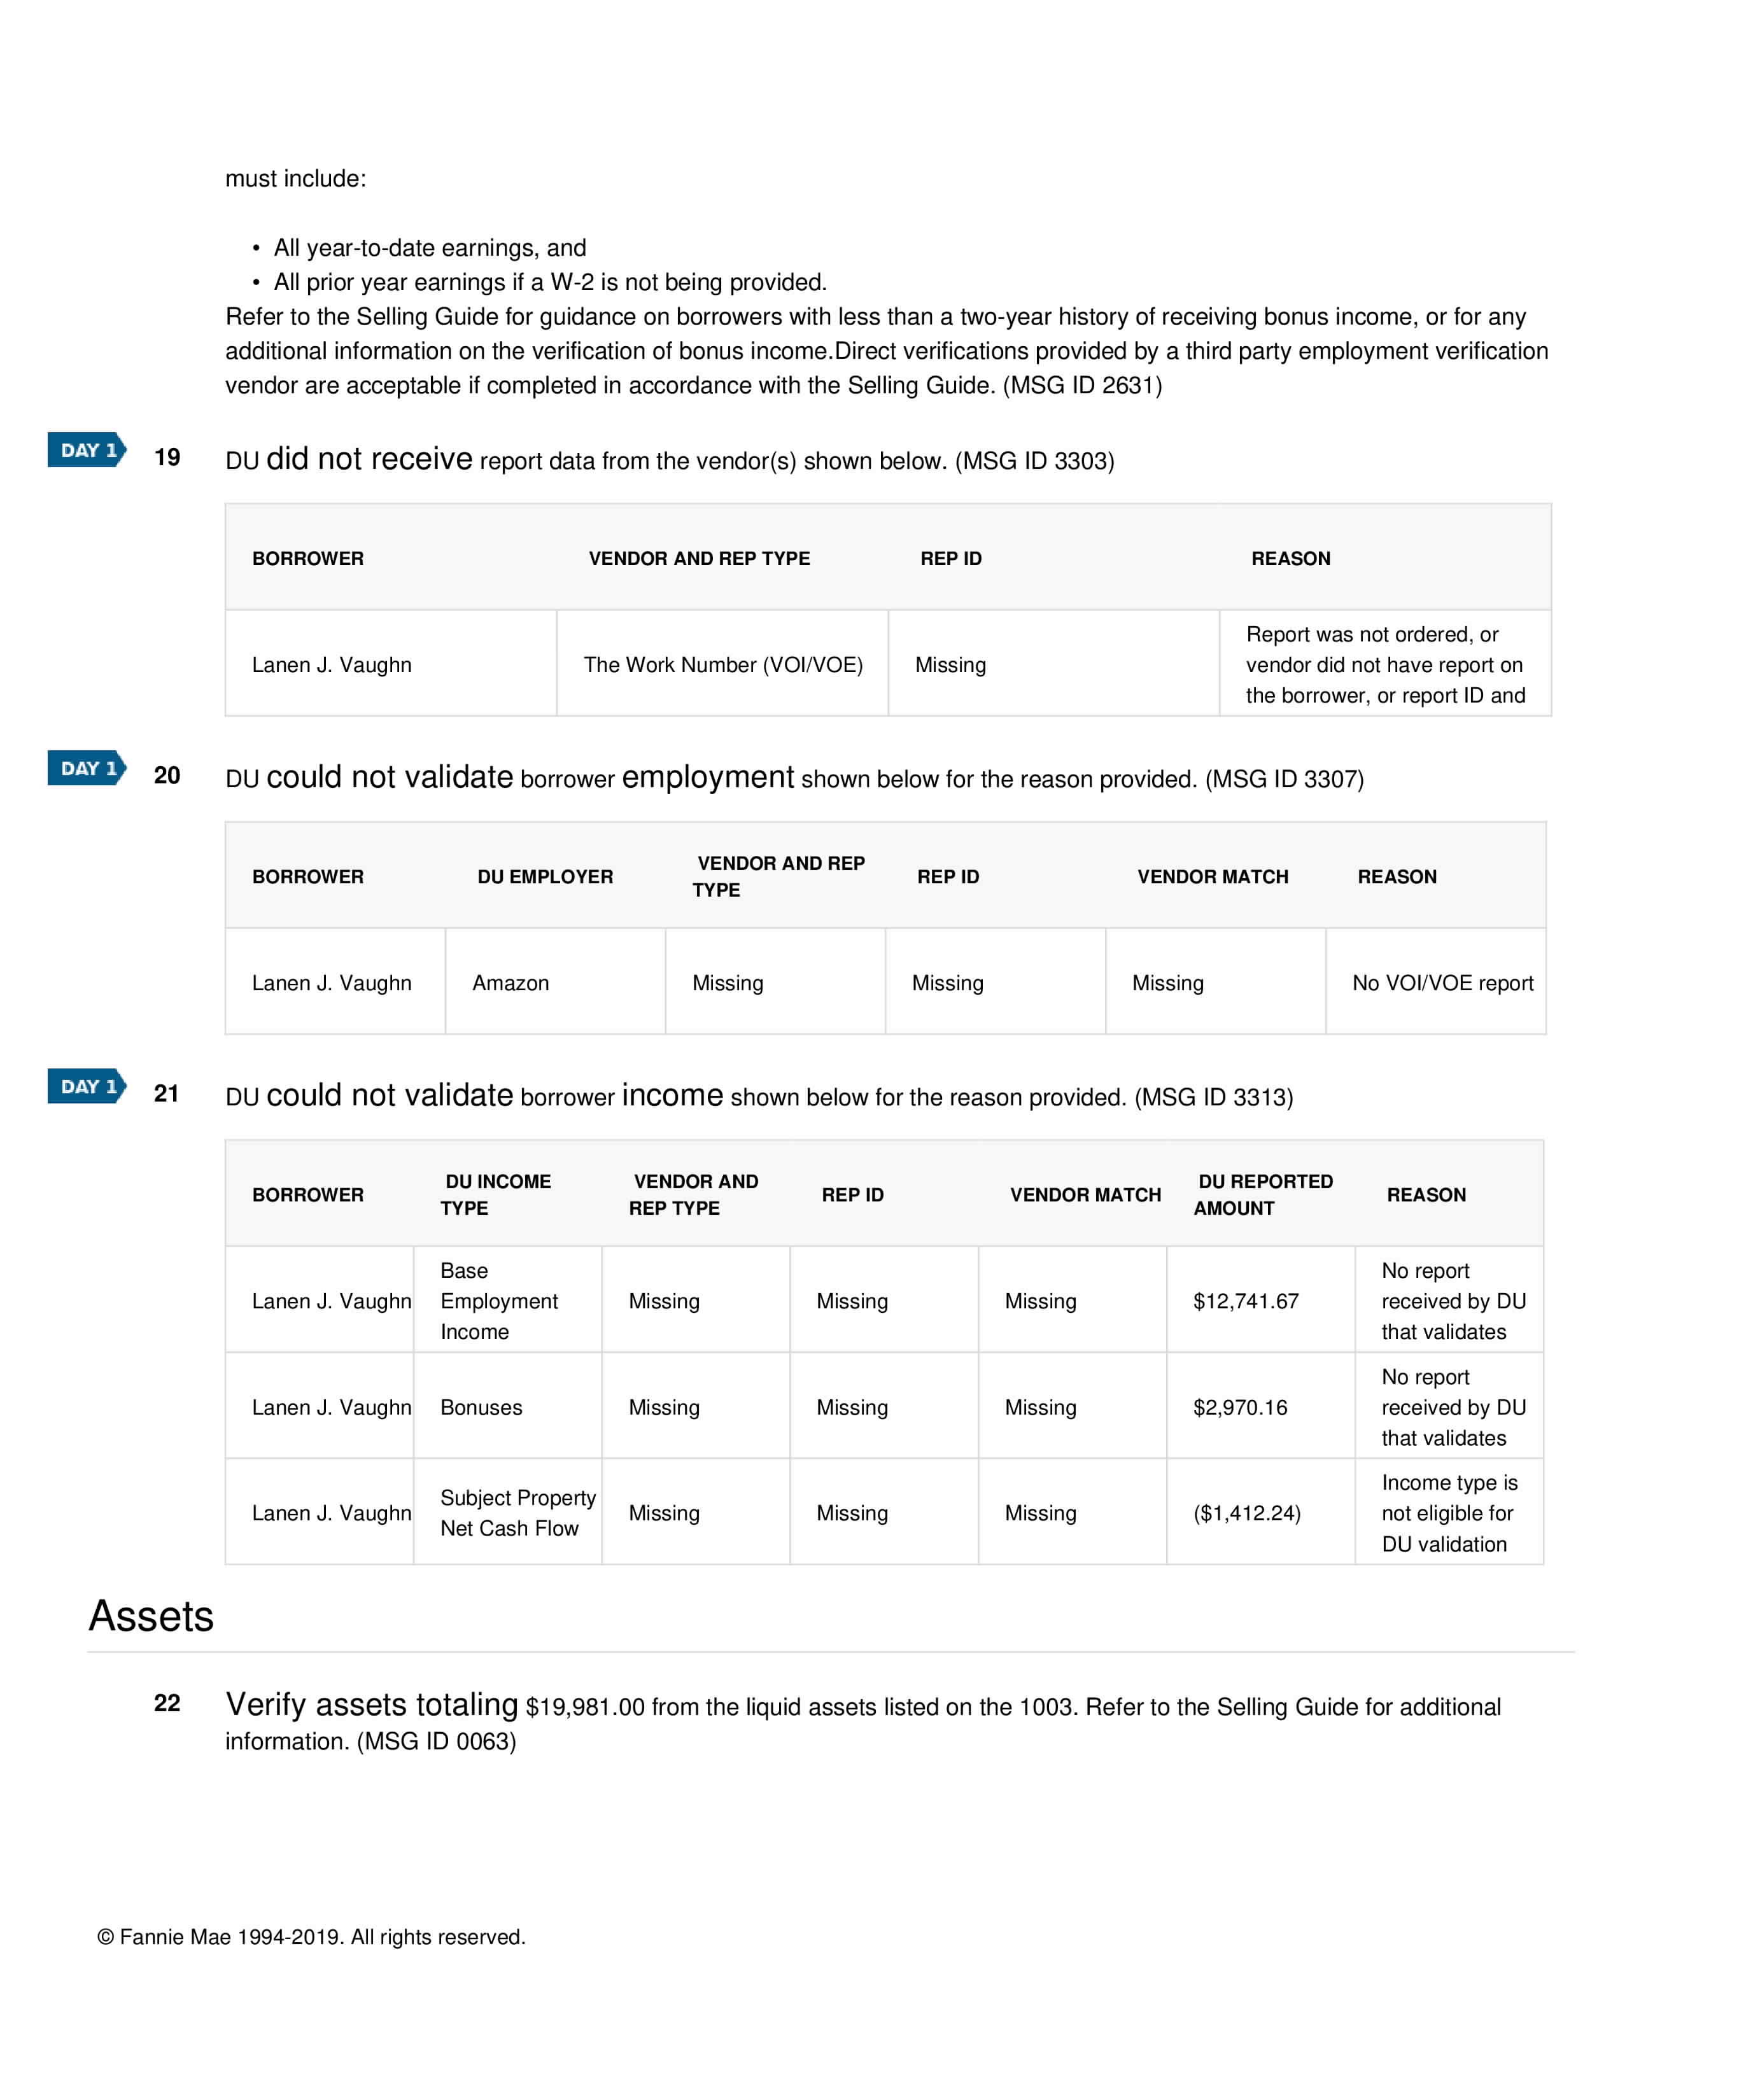 must include:
• All year-to-date earnings, and
• All prior year earnings if a W-2 is not being provided.
Refer to the Selling Guide for guidance on borrowers with less than a two-year history of receiving bonus income, or for any
additional information on the verification of bonus income.Direct verifications provided by a third party employment verification
vendor are acceptable if completed in accordance with the Selling Guide. (MSG ID 2631)
DAY 1 19 DU did not receive report data from the vendor(s) shown below. (MSG ID 3303)
BORROWER VENDOR AND REP TYPE REP ID REASON
Lanen J. Vaughn The Work Number (VOI/VOE) Missing Report was not ordered, or
vendor did not have report on
the borrower, or report ID and
DAY 1 20 DU could not validate borrower employment shown below for the reason provided. (MSG ID 3307)
BORROWER DU EMPLOYER VENDOR AND REP
TYPE REP ID VENDOR MATCH REASON
Lanen J. Vaughn Amazon Missing Missing Missing No VOI/VOE report
DAY 1 21 DU could not validate borrower income shown below for the reason provided. (MSG ID 3313)
BORROWER DU INCOME
TYPE VENDOR AND
REP TYPE REP ID VENDOR MATCH DU REPORTED
AMOUNT REASON
Lanen J. Vaughn Base
Employment
Income Missing Missing Missing $12,741.67 No report
received by DU
that validates
Lanen J. Vaughn Bonuses Missing Missing Missing $2,970.16 No report
received by DU
that validates
Lanen J. Vaughn Subject Property
Net Cash Flow Missing Missing Missing ($1,412.24) Income type is
not eligible for
DU validation
Assets
22 Verify assets totaling $19,981.00 from the liquid assets listed on the 1003. Refer to the Selling Guide for additional
information. (MSG ID 0063)
© Fannie Mae 1994-2019. All rights reserved.